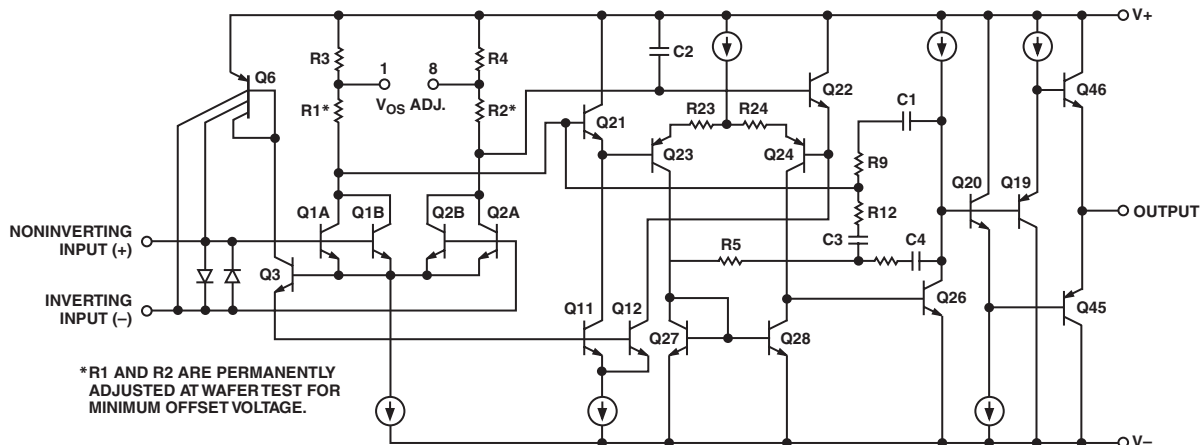 V+
R3
R4
1
8
C2
Q6
V_OS ADJ.
R1*
R2*
Q22
Q46
R23
R24
C1
Q21
Q23
Q24
R9
Q20
Q19
Q1A
Q1B
Q2B
Q2A
R12
OUTPUT
NONINVERTING
INPUT (+)
C3
C4
R5
Q3
Q26
Q45
INVERTING
INPUT (–)
Q11
Q12
Q27
Q28
*R1 AND R2 ARE PERMANENTLY
ADJUSTED AT WAFER TEST FOR
MINIMUM OFFSET VOLTAGE.
V–